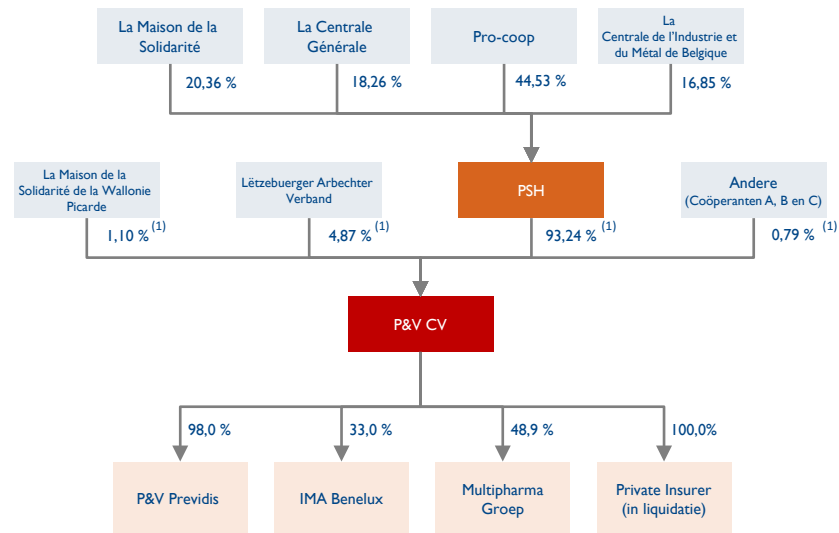 La Maison de la
Solidarité
La Centrale
Générale
Pro-coop
La
Centrale de l'Industrie et
du Métal de Belgique
20,36 %
18,26 %
44,53 %
16,85 %
La Maison de la
Solidarité de la Wallonie
Picarde
Lëtzebuerger Arbechter
Verband
PSH
Andere
(Coöperanten A, B en C)
1,10 % (1)
4,87 % (1)
93,24 % (1)
0,79 % (1)
P&V CV
98,0 %
33,0 %
48,9 %
100,0%
P&V Previdis
IMA Benelux
Multipharma
Groep
Private Insurer
(in liquidatie)